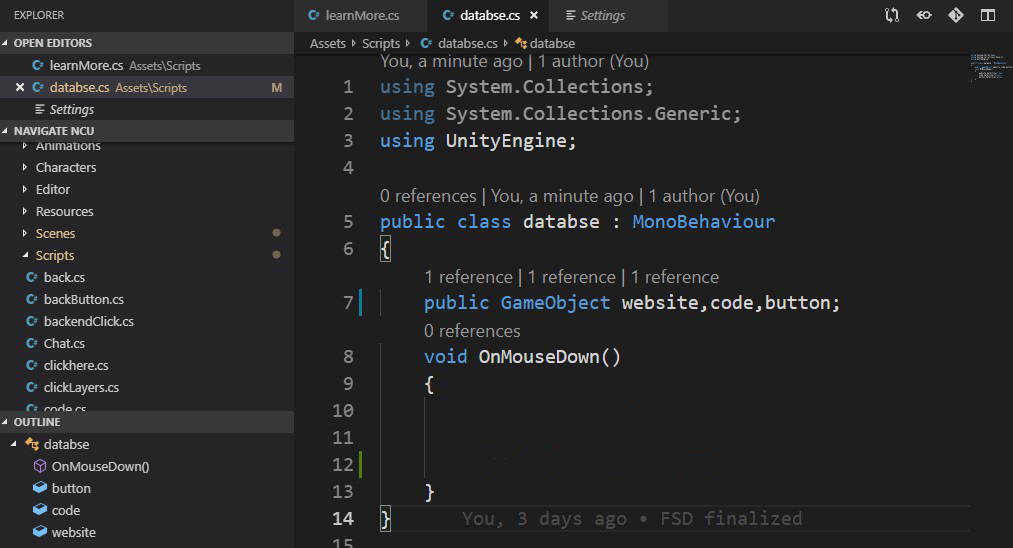 EXPLORER
OPEN EDITORS
learnMore.cs Assets\Scripts
databse.cs Assets\Scripts M
Settings
NAVIGATE NCU
Animations
Characters
Editor
Resources
Scenes
Scripts
back.cs
backButton.cs
backendClick.cs
Chat.cs
clickhere.cs
clickLayers.cs
code.cs
OUTLINE
databse
OnMouseDown()
button
code
website
learnMore.cs databse.cs Settings
Assets Scripts databse.cs databse
You, a minute ago | 1 author (You)
1 using System.Collections;
2 using System.Collections.Generic;
3 using UnityEngine;
4
0 references | You, a minute ago | 1 author (You)
5 public class databse : MonoBehaviour
6 {
1 reference | 1 reference | 1 reference
7 public GameObject website,code,button;
0 references
8 void OnMouseDown()
9 {
10
11
12
13 }
14 } You, 3 days ago • FSD finalized
15